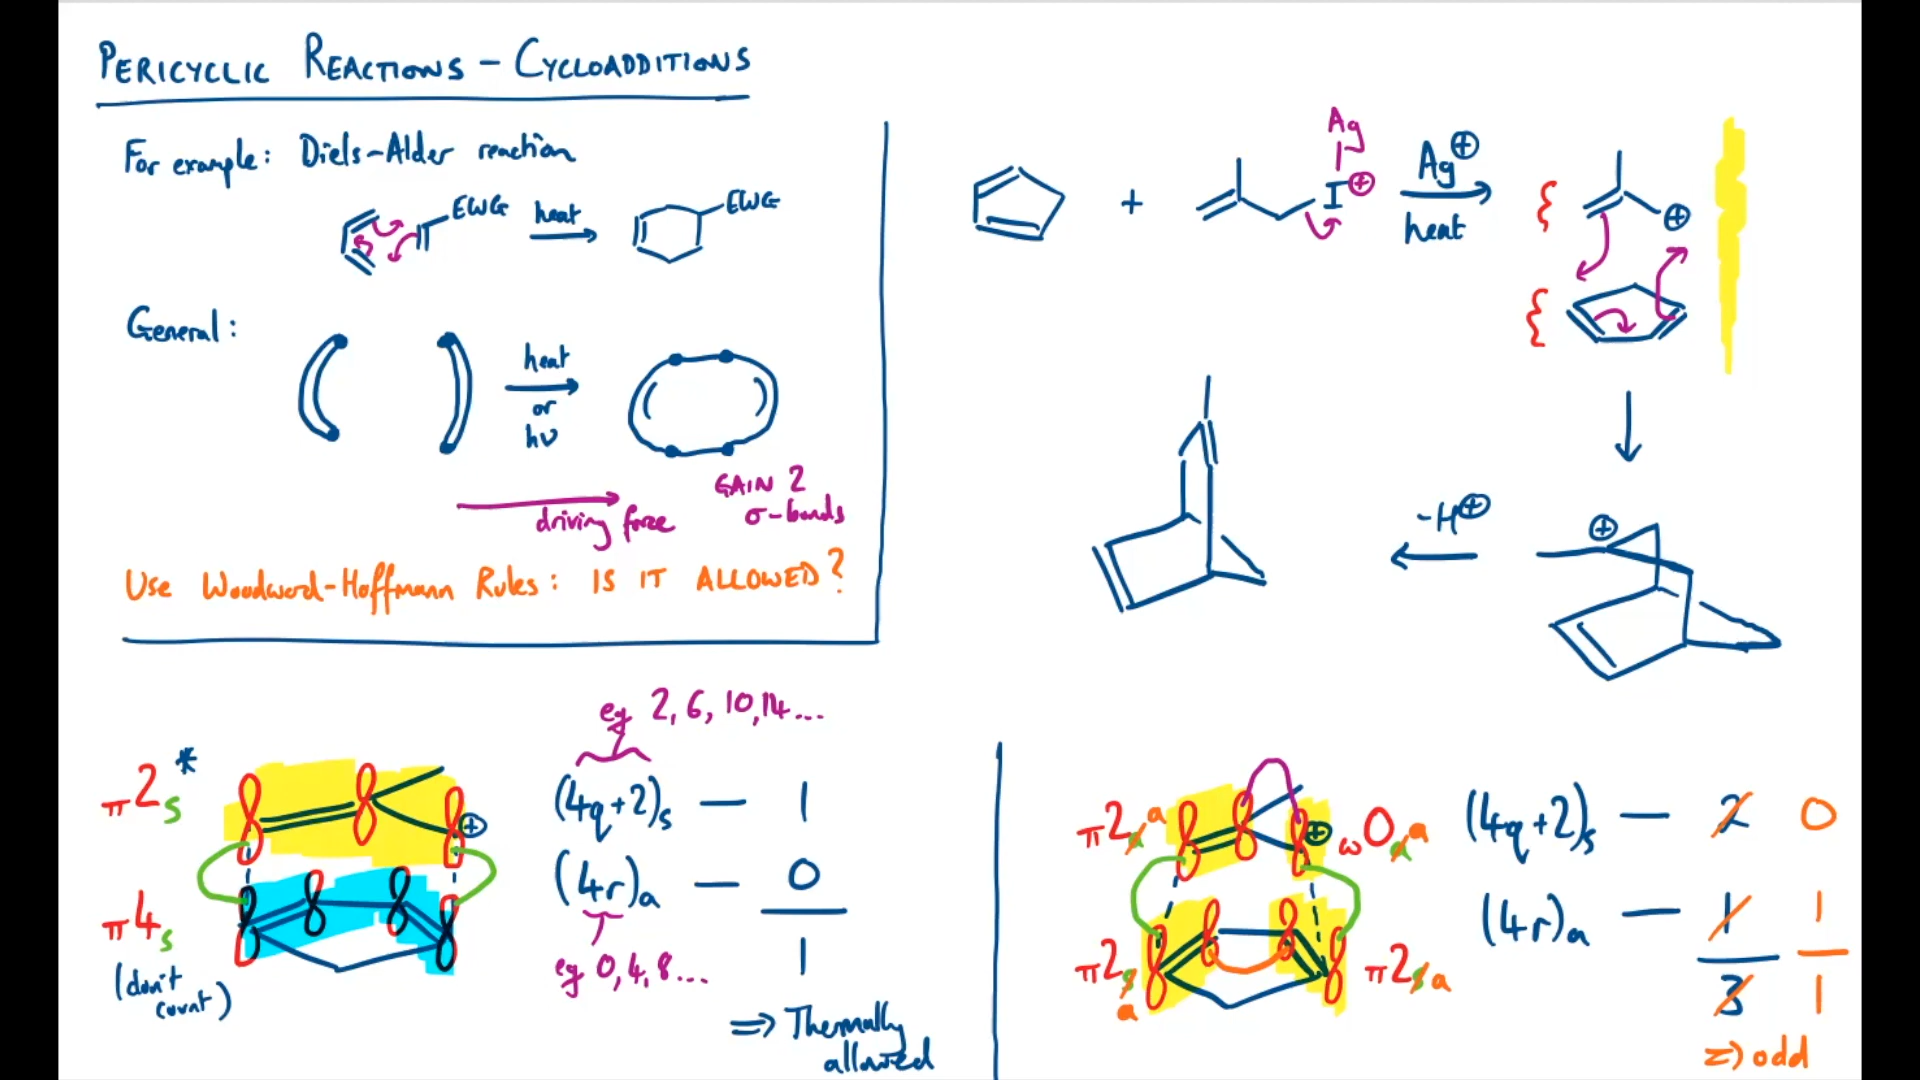 PERICYCLIC REACTIONS - CYCLOADDITIONS
For example: Diels-Alder reaction
EWG heat EWG
General:
heat
or
hν
GAIN 2
σ-bonds
driving force
Use Woodward-Hoffmann Rules: IS IT ALLOWED?
Ag
+ I⊕ Ag⊕
heat
⊕
-H⊕
⊕
eg 2, 6, 10, 14...
π2s *
⊕
(4q+2)s — 1
(4r)a — 0
1
π4s
(don't
count)
eg 0, 4, 8...
⇒ Thermally
allowed
π2s a ⊕ ω0s a
(4q+2)s — 2 0
(4r)a — 1 1
π2s a π2s a
3 1
⇒ odd